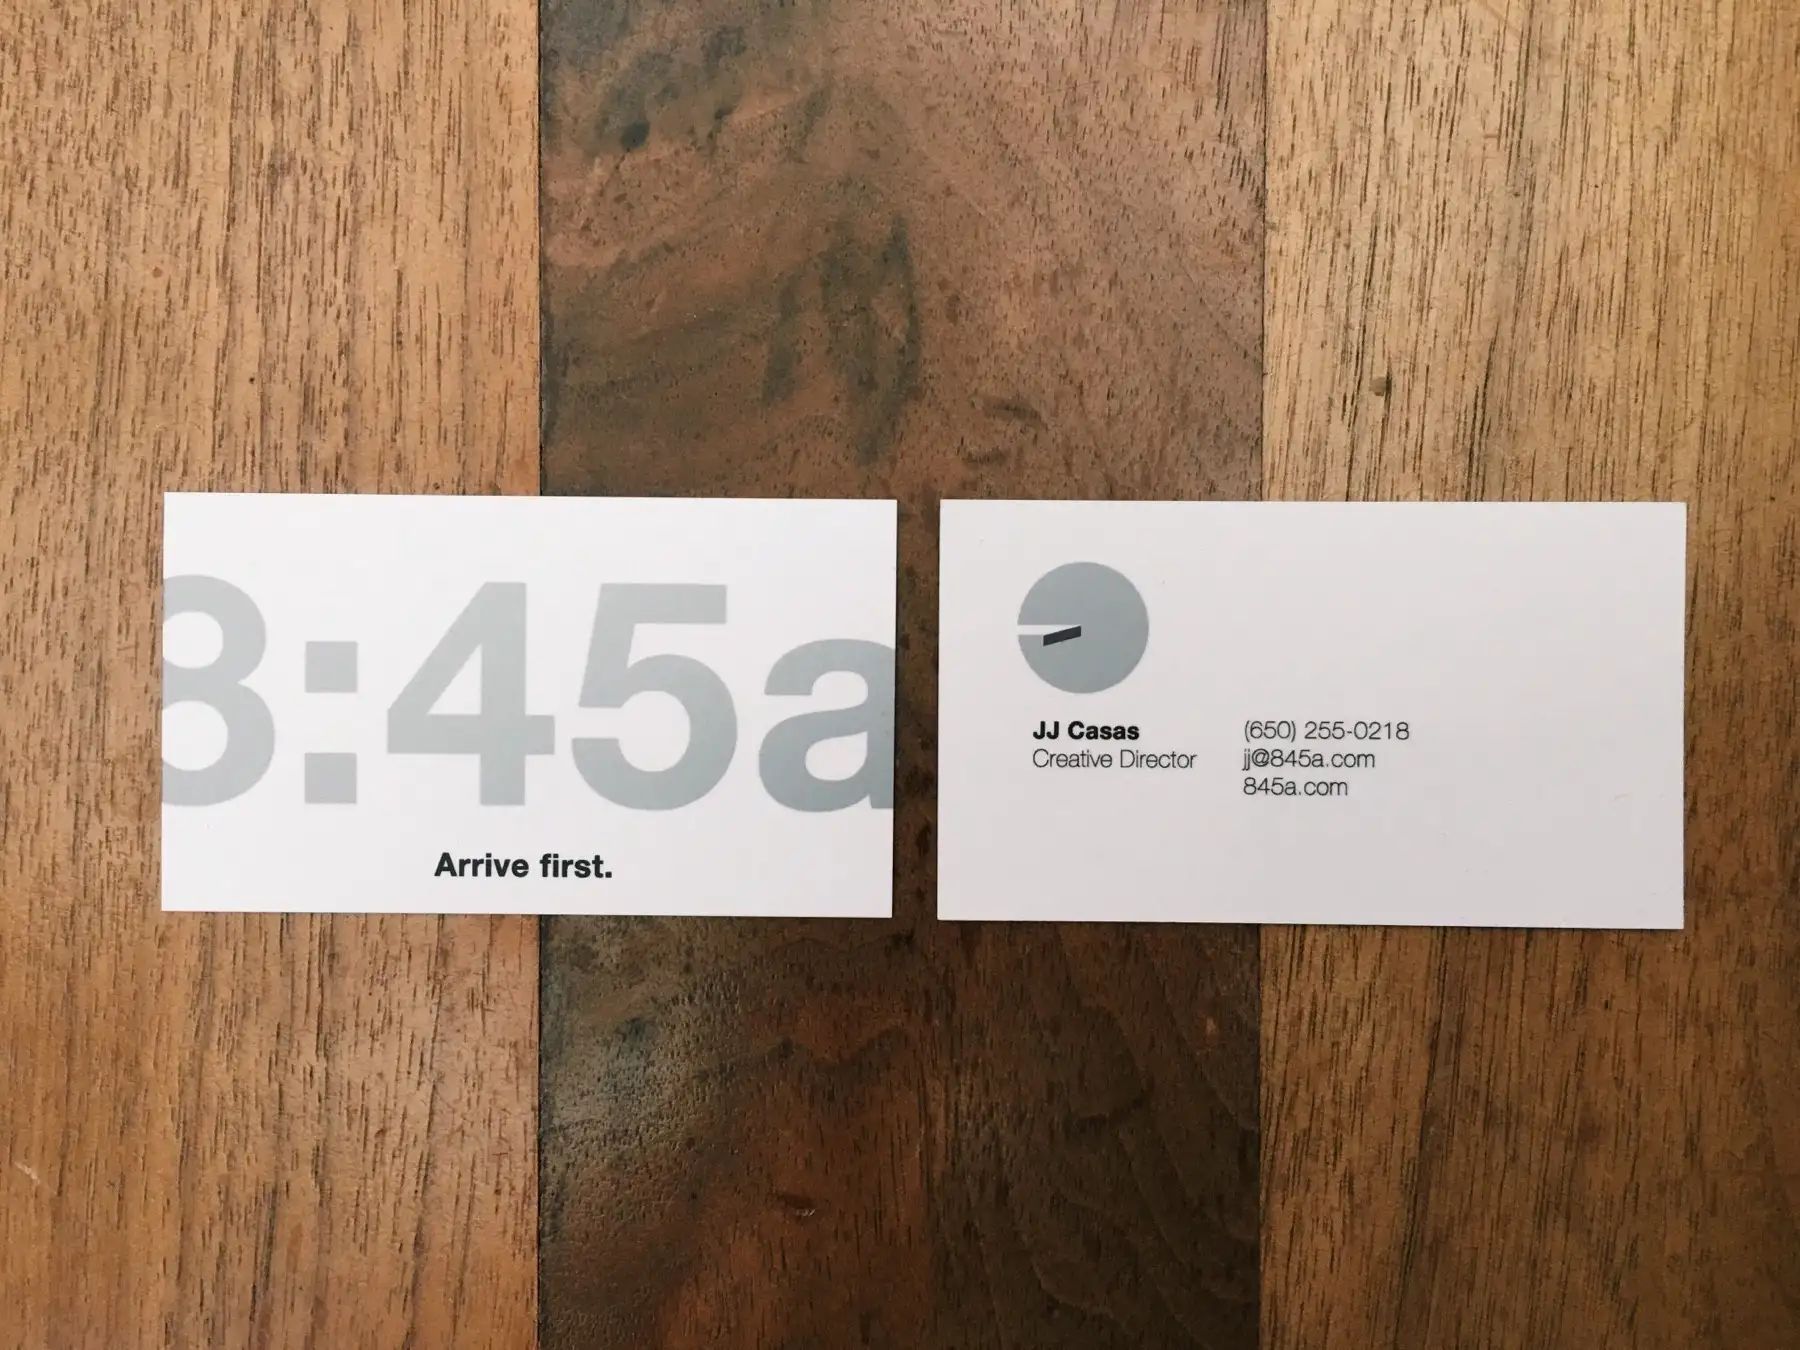 8:45a
Arrive first.
JJ Casas
Creative Director
(650) 255-0218
jj@845a.com
845a.com